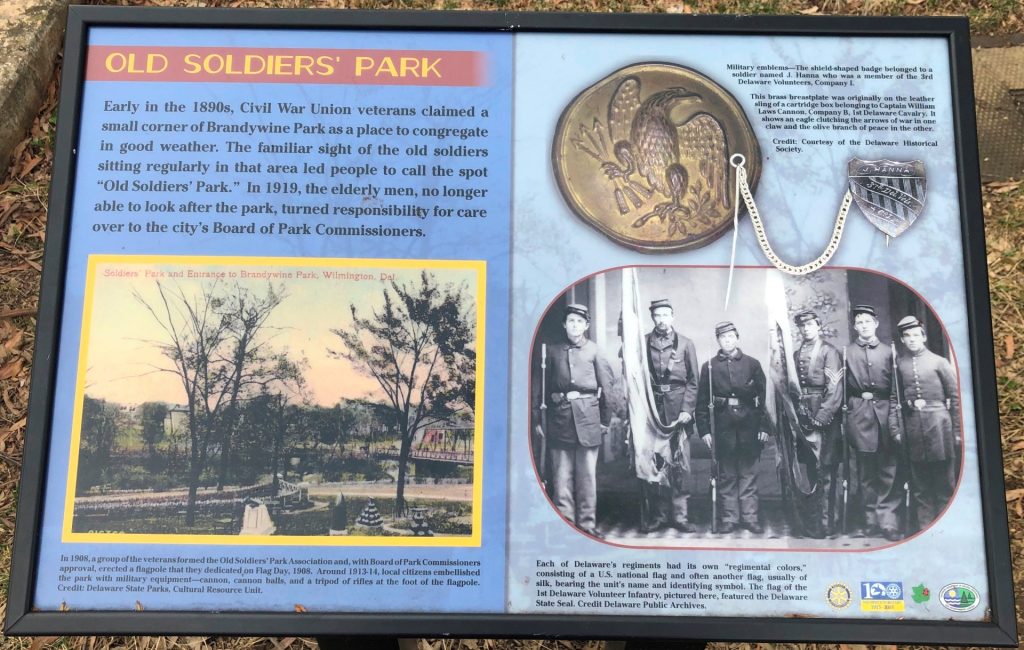 OLD SOLDIERS' PARK
Early in the 1890s, Civil War Union veterans claimed a
small corner of Brandywine Park as a place to congregate
in good weather. The familiar sight of the old soldiers
sitting regularly in that area led people to call the spot
“Old Soldiers' Park.” In 1919, the elderly men, no longer
able to look after the park, turned responsibility for care
over to the city's Board of Park Commissioners.
Soldiers' Park and Entrance to Brandywine Park, Wilmington, Del.
In 1908, a group of the veterans formed the Old Soldiers' Park Association and, with Board of Park Commissioners
approval, erected a flagpole that they dedicated on Flag Day, 1908. Around 1913-14, local citizens embellished
the park with military equipment—cannon, cannon balls, and a tripod of rifles at the foot of the flagpole.
Credit: Delaware State Parks, Cultural Resource Unit.
Military emblems—The shield-shaped badge belonged to a
soldier named J. Hanna who was a member of the 3rd
Delaware Volunteers, Company I.
This brass breastplate was originally on the leather
sling of a cartridge box belonging to Captain William
Laws Cannon, Company B, 1st Delaware Cavalry. It
shows an eagle clutching the arrows of war in one
claw and the olive branch of peace in the other.
Credit: Courtesy of the Delaware Historical
Society.
J. HANNA
3rd Del Vol
Each of Delaware's regiments had its own “regimental colors,”
consisting of a U.S. national flag and often another flag, usually of
silk, bearing the unit's name and identifying symbol. The flag of the
1st Delaware Volunteer Infantry, pictured here, featured the Delaware
State Seal. Credit Delaware Public Archives.
100